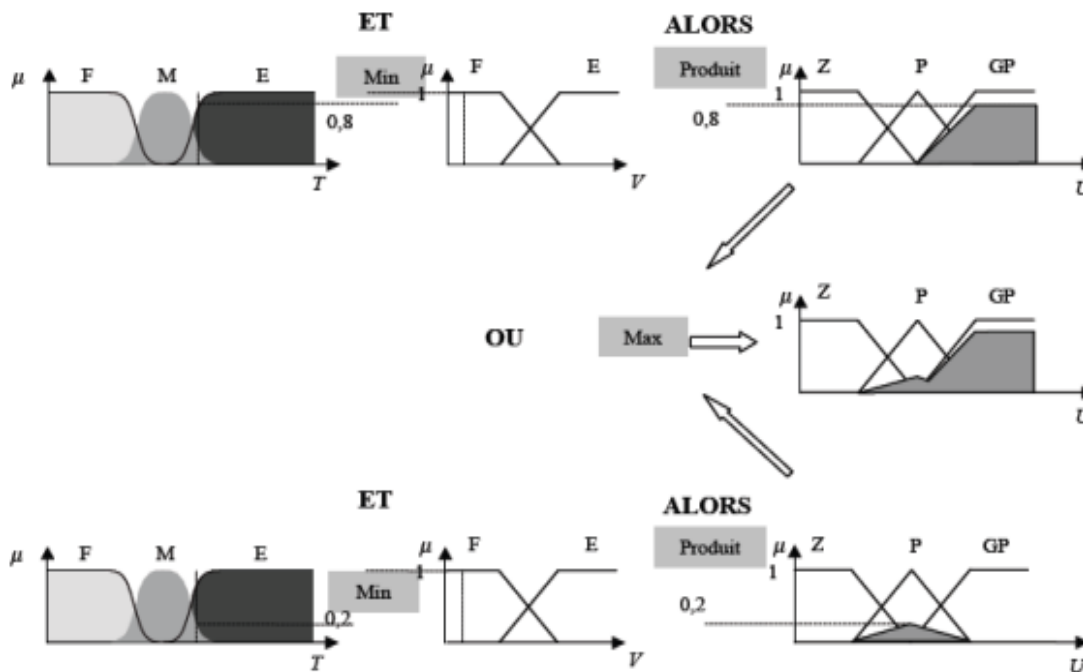 ET ALORS
μ F M E Min μ F E Produit Z P GP
1 1
0,8 0,8
T V U
μ Z P GP
OU Max 1
U
ET ALORS
μ F M E μ F E Produit μ Z P GP
1 Min 1
0,2 0,2
T V U